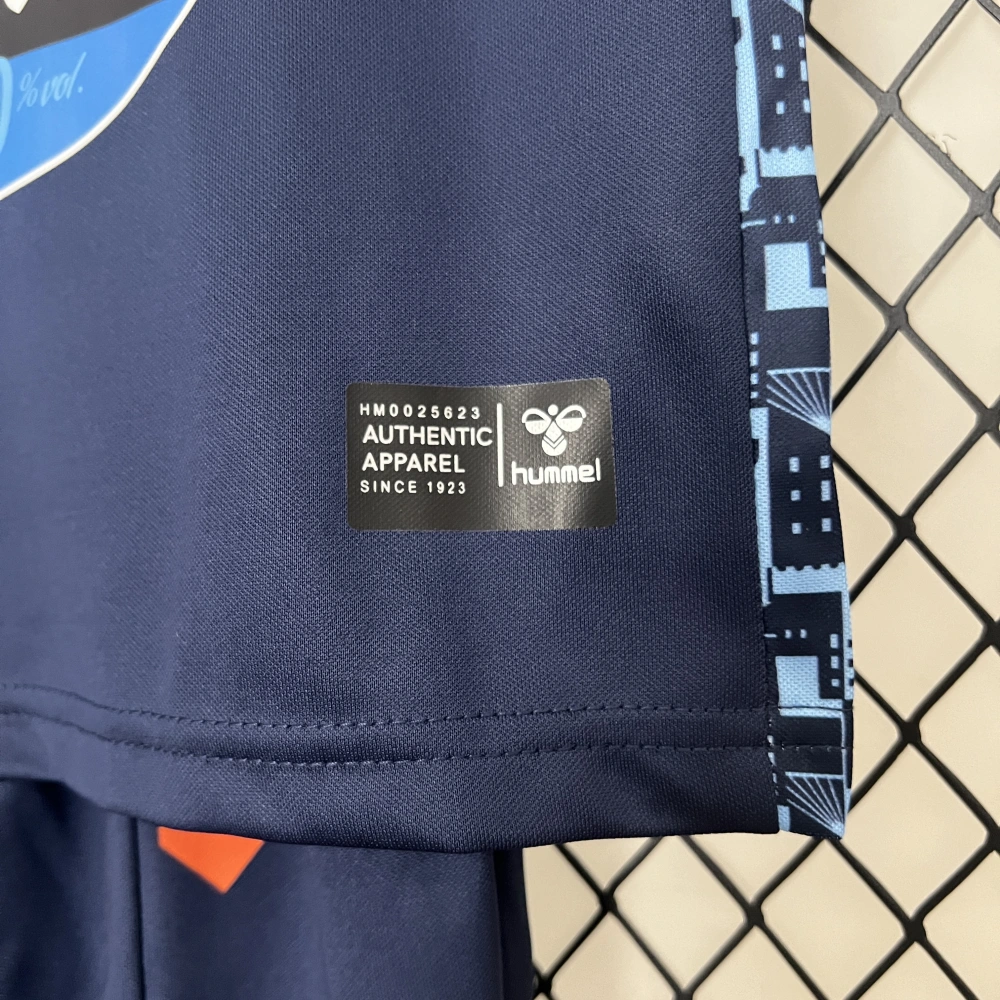 % vol.
HM0025623
AUTHENTIC
APPAREL
SINCE 1923
hummel